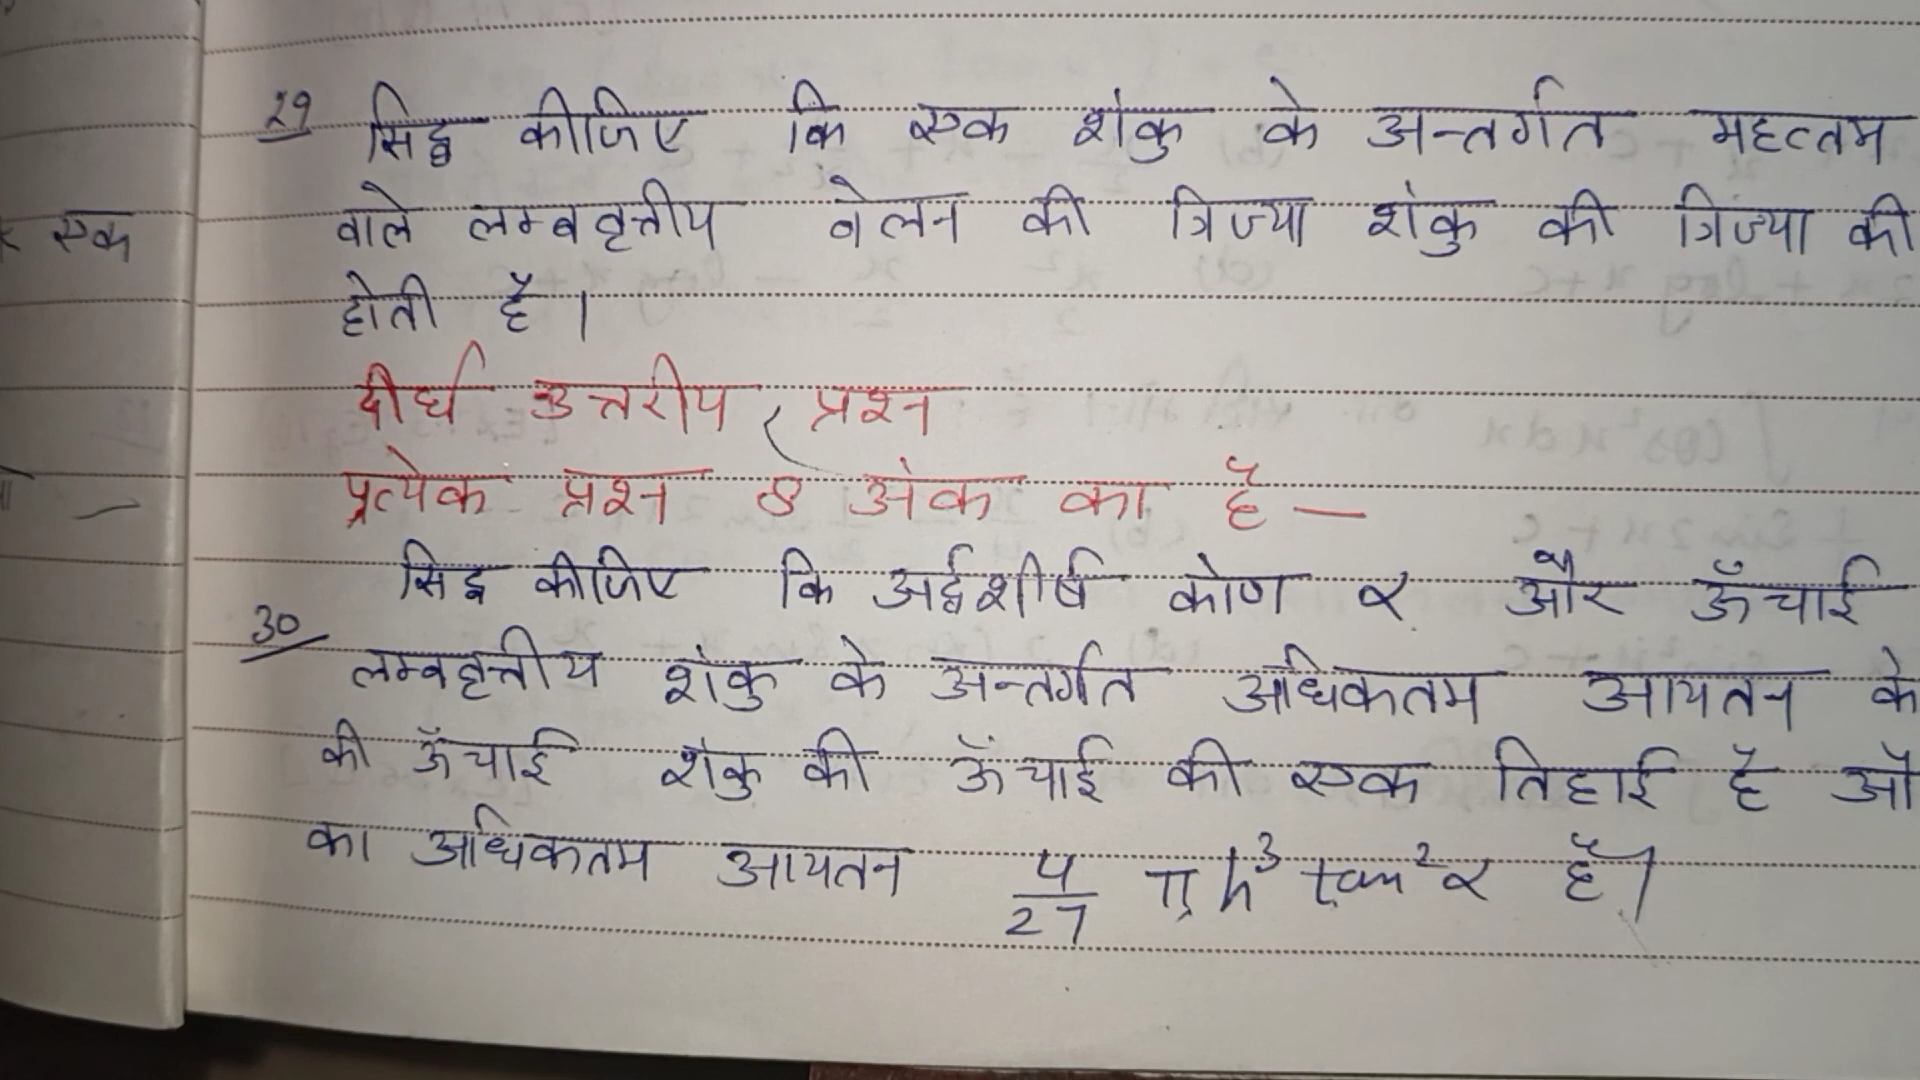 एक
29 सिद्ध कीजिए कि एक शंकु के अन्तर्गत महत्तम
वाले लम्बवृत्तीय बेलन की त्रिज्या शंकु की त्रिज्या की
होती है।
दीर्घ उत्तरीय प्रश्न
प्रत्येक प्रश्न 8 अंक का है —
सिद्ध कीजिए कि अर्द्धशीर्ष कोण α और ऊँचाई
30 लम्बवृत्तीय शंकु के अन्तर्गत अधिकतम आयतन के
की ऊँचाई शंकु की ऊँचाई की एक तिहाई है औ
का अधिकतम आयतन 4/27 πh³ tan²α है।